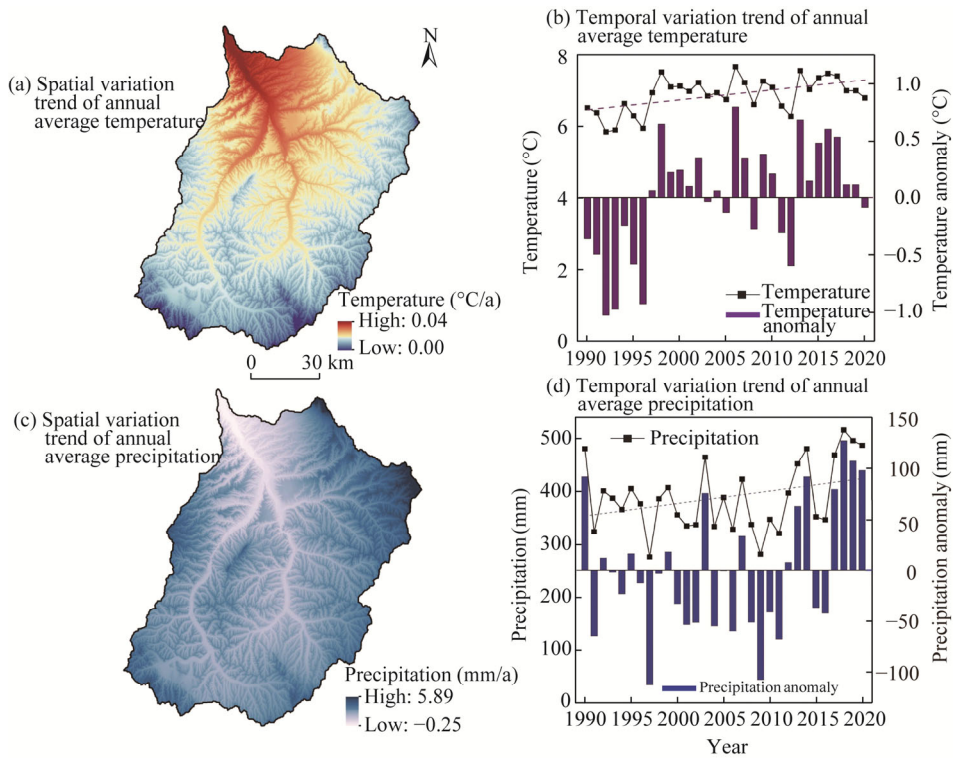 (a) Spatial variation
trend of annual
average temperature
N
Temperature (°C/a)
High: 0.04
Low: 0.00
0 30 km
(b) Temporal variation trend of annual
average temperature
8
6
4
2
0
Temperature (°C)
1.0
0.5
0.0
−0.5
−1.0
Temperature anomaly (°C)
Temperature
Temperature
anomaly
1990 1995 2000 2005 2010 2015 2020
(c) Spatial variation
trend of annual
average precipitation
Precipitation (mm/a)
High: 5.89
Low: −0.25
(d) Temporal variation trend of annual
average precipitation
500
400
300
200
100
0
Precipitation (mm)
150
100
50
0
−50
−100
Precipitation anomaly (mm)
Precipitation
Precipitation anomaly
1990 1995 2000 2005 2010 2015 2020
Year